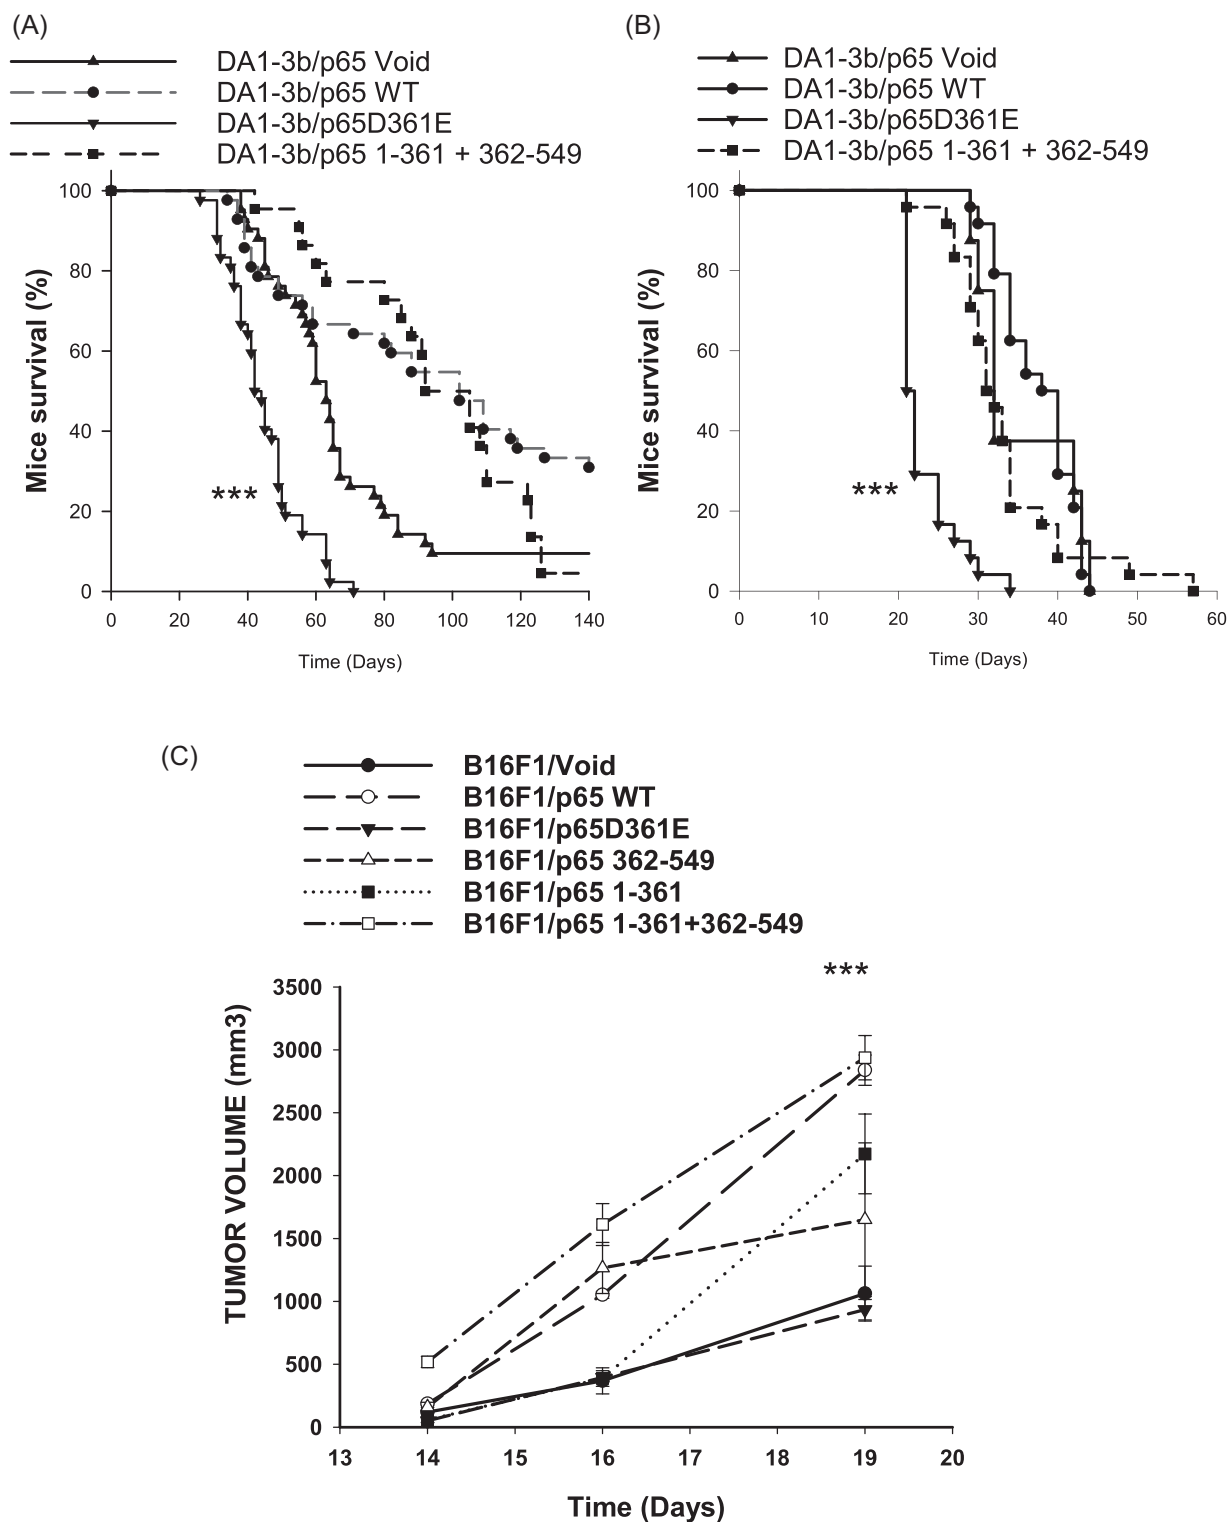 (A)
DA1-3b/p65 Void
DA1-3b/p65 WT
DA1-3b/p65D361E
DA1-3b/p65 1-361 + 362-549
100
80
60
40
20
0
Mice survival (%)
***
0 20 40 60 80 100 120 140
Time (Days)
(B)
DA1-3b/p65 Void
DA1-3b/p65 WT
DA1-3b/p65D361E
DA1-3b/p65 1-361 + 362-549
100
80
60
40
20
0
Mice survival (%)
***
0 10 20 30 40 50 60
Time (Days)
(C)
B16F1/Void
B16F1/p65 WT
B16F1/p65D361E
B16F1/p65 362-549
B16F1/p65 1-361
B16F1/p65 1-361+362-549
***
3500
3000
2500
2000
1500
1000
500
0
TUMOR VOLUME (mm3)
13 14 15 16 17 18 19 20
Time (Days)